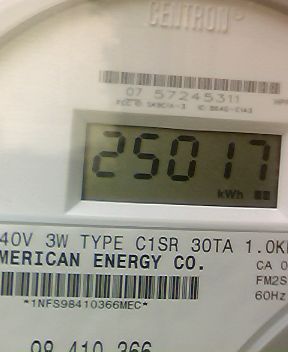 CENTRON
07 57245311
25017
kWh
40V 3W TYPE C1SR 30TA 1.0K
MERICAN ENERGY CO.
CA 0
FM2S
60Hz
*1NFS98410366MEC*
98 410 366